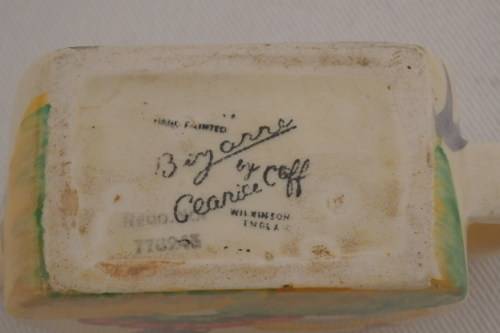 HAND PAINTED
Bizarre
by
Clarice Cliff
WILKINSON
ENGLAND